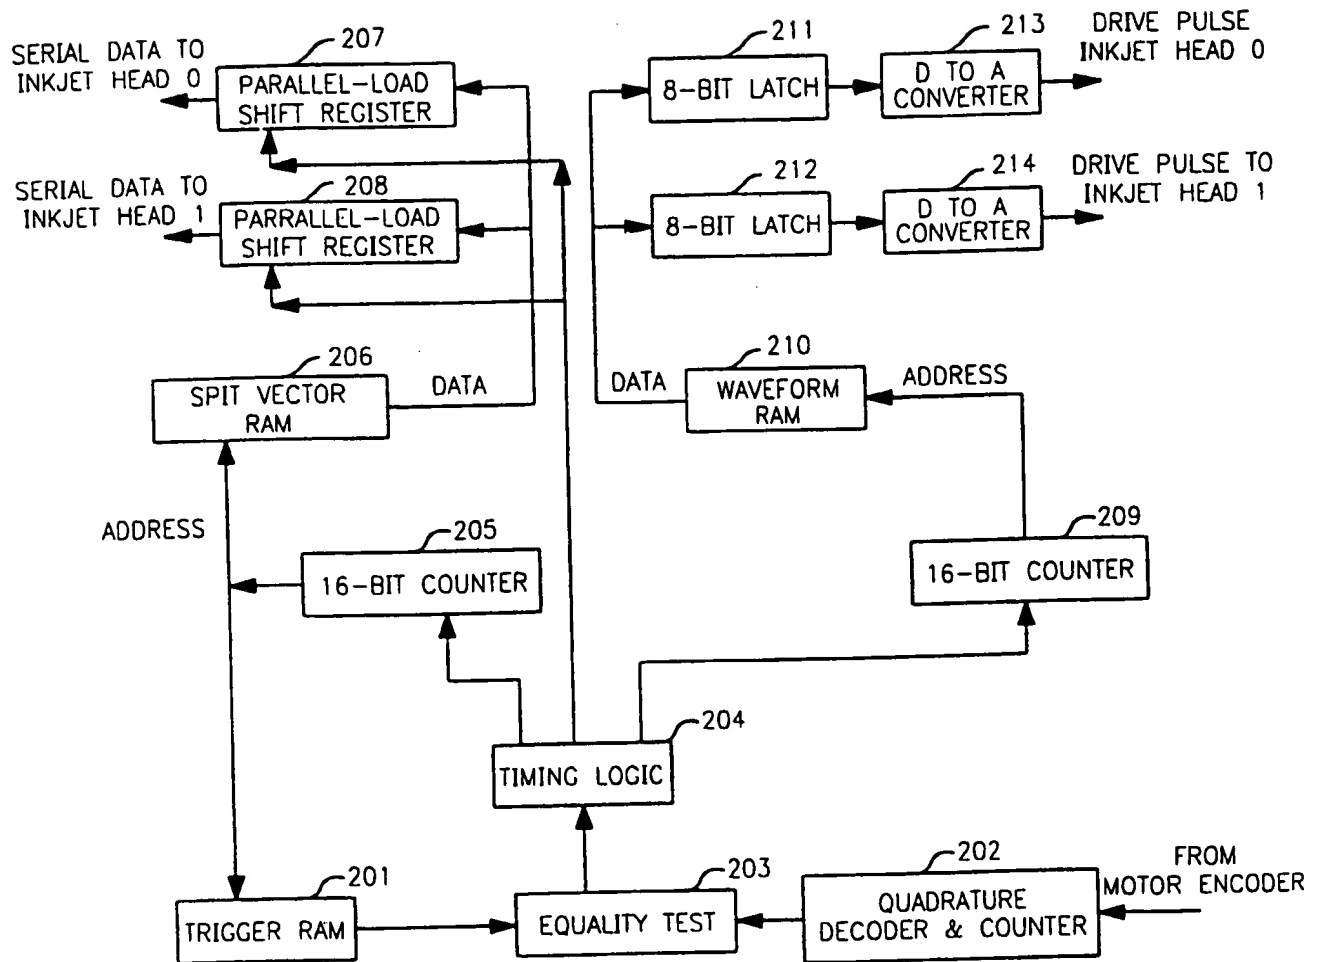 207
SERIAL DATA TO
INKJET HEAD 0
PARALLEL-LOAD
SHIFT REGISTER
211
8-BIT LATCH
213
D TO A
CONVERTER
DRIVE PULSE
INKJET HEAD 0
208
SERIAL DATA TO
INKJET HEAD 1
PARRALLEL-LOAD
SHIFT REGISTER
212
8-BIT LATCH
214
D TO A
CONVERTER
DRIVE PULSE TO
INKJET HEAD 1
206
SPIT VECTOR
RAM
DATA
DATA
210
WAVEFORM
RAM
ADDRESS
ADDRESS
205
16-BIT COUNTER
209
16-BIT COUNTER
204
TIMING LOGIC
201
TRIGGER RAM
203
EQUALITY TEST
202
QUADRATURE
DECODER & COUNTER
FROM
MOTOR ENCODER